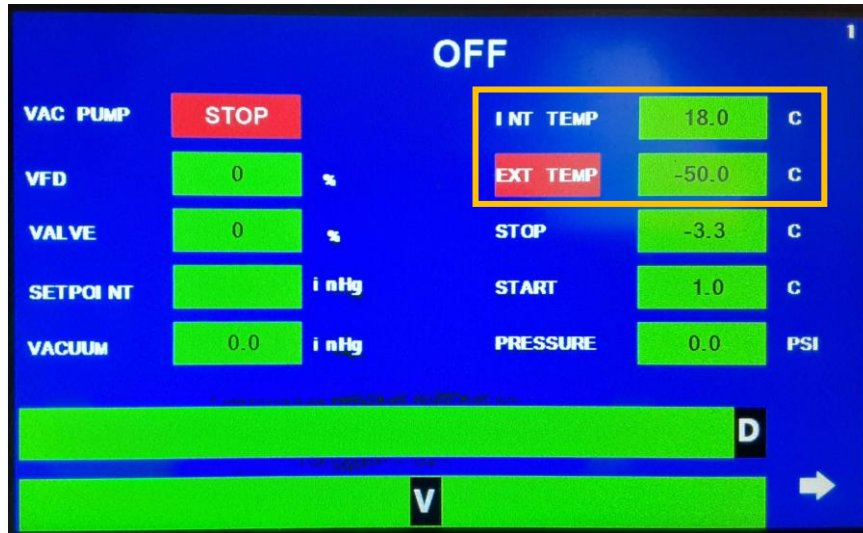 1
OFF
VAC PUMP STOP
INT TEMP 18.0 C
VFD 0 %
EXT TEMP -50.0 C
VALVE 0 %
STOP -3.3 C
SETPOINT inHg
START 1.0 C
VACUUM 0.0 inHg
PRESSURE 0.0 PSI
D
V